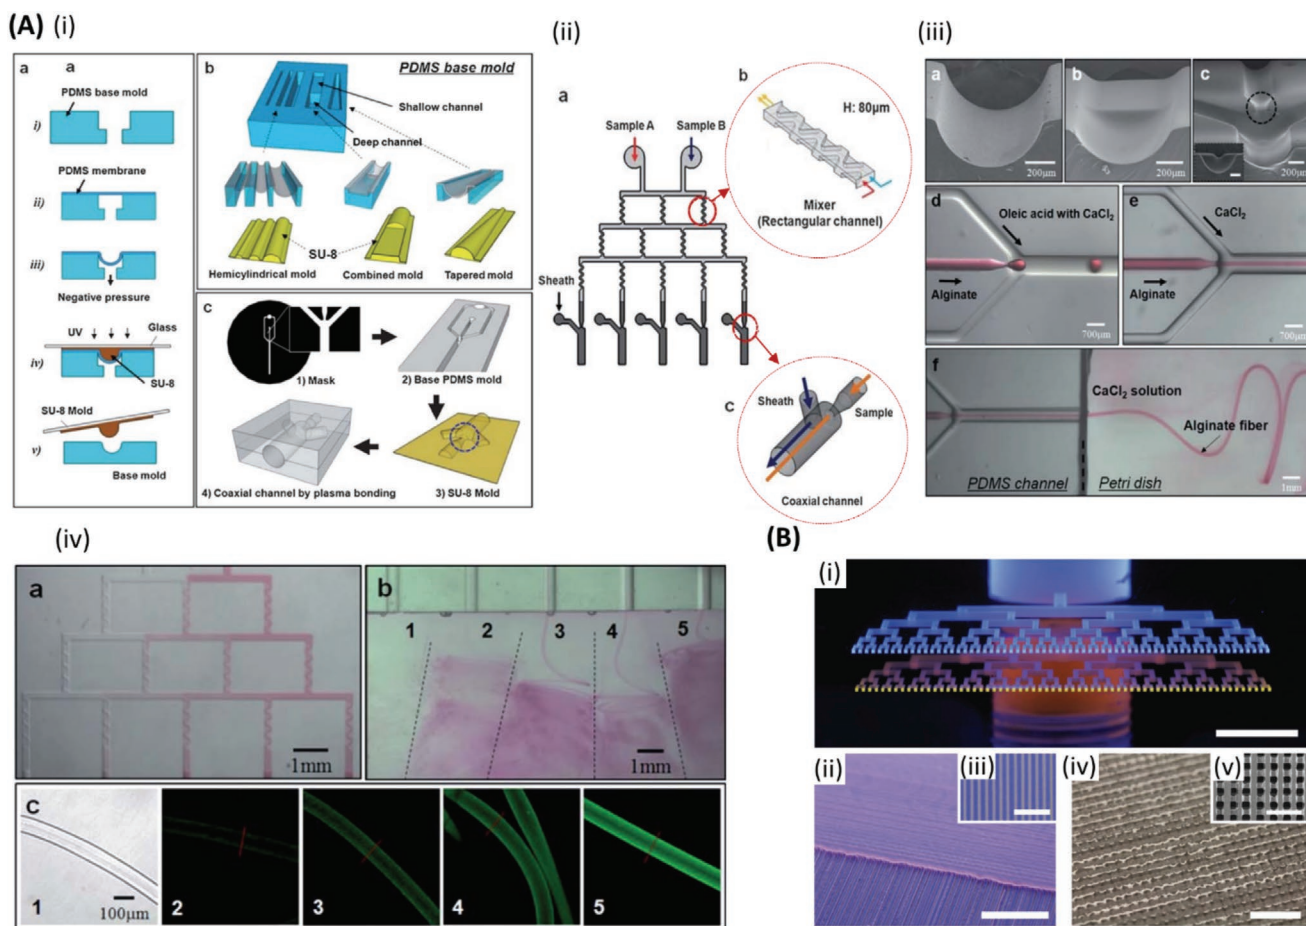 (A) (i)
a
a
PDMS base mold
i)
PDMS membrane
ii)
iii)
Negative pressure
UV
Glass
iv)
SU-8
SU-8 Mold
v)
Base mold
b
PDMS base mold
Shallow channel
Deep channel
SU-8
Hemicylindrical mold
Combined mold
Tapered mold
c
1) Mask
2) Base PDMS mold
4) Coaxial channel by plasma bonding
3) SU-8 Mold
(ii)
a
Sample A
Sample B
Sheath
b
H: 80μm
Mixer
(Rectangular channel)
c
Sheath
Sample
Coaxial channel
(iii)
a
200μm
b
200μm
c
200μm
d
Oleic acid with CaCl2
Alginate
700μm
e
CaCl2
Alginate
700μm
f
CaCl2 solution
Alginate fiber
PDMS channel
Petri dish
1mm
(iv)
a
1mm
b
1
2
3
4
5
1mm
c
1
100μm
2
3
4
5
(B)
(i)
(ii)
(iii)
(iv)
(v)